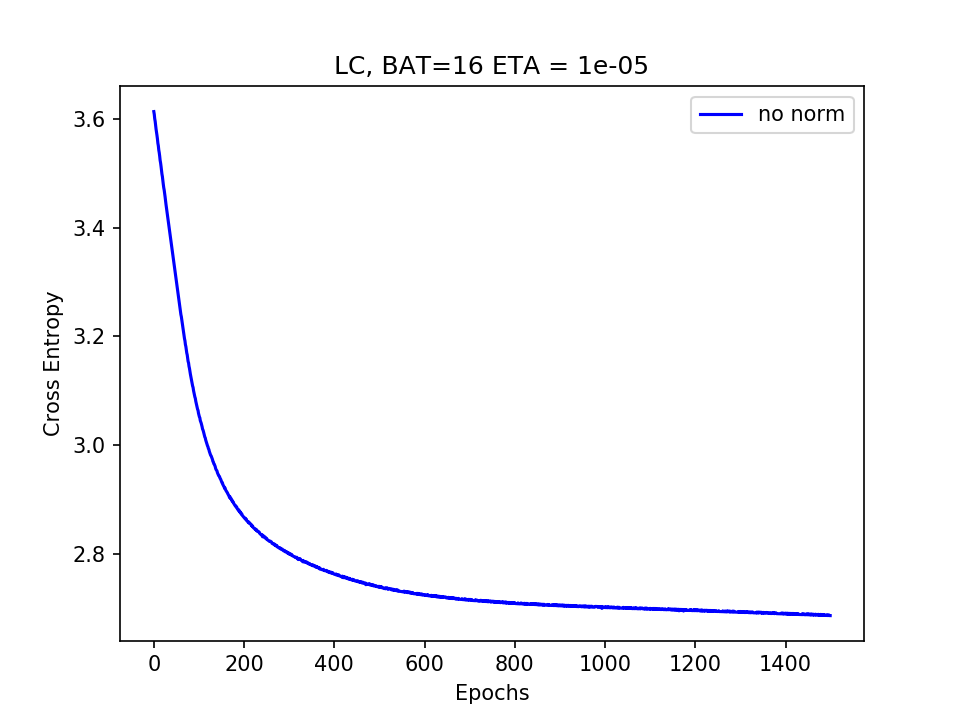 LC, BAT=16 ETA = 1e-05
no norm
3.6
3.4
3.2
3.0
2.8
Cross Entropy
0 200 400 600 800 1000 1200 1400
Epochs